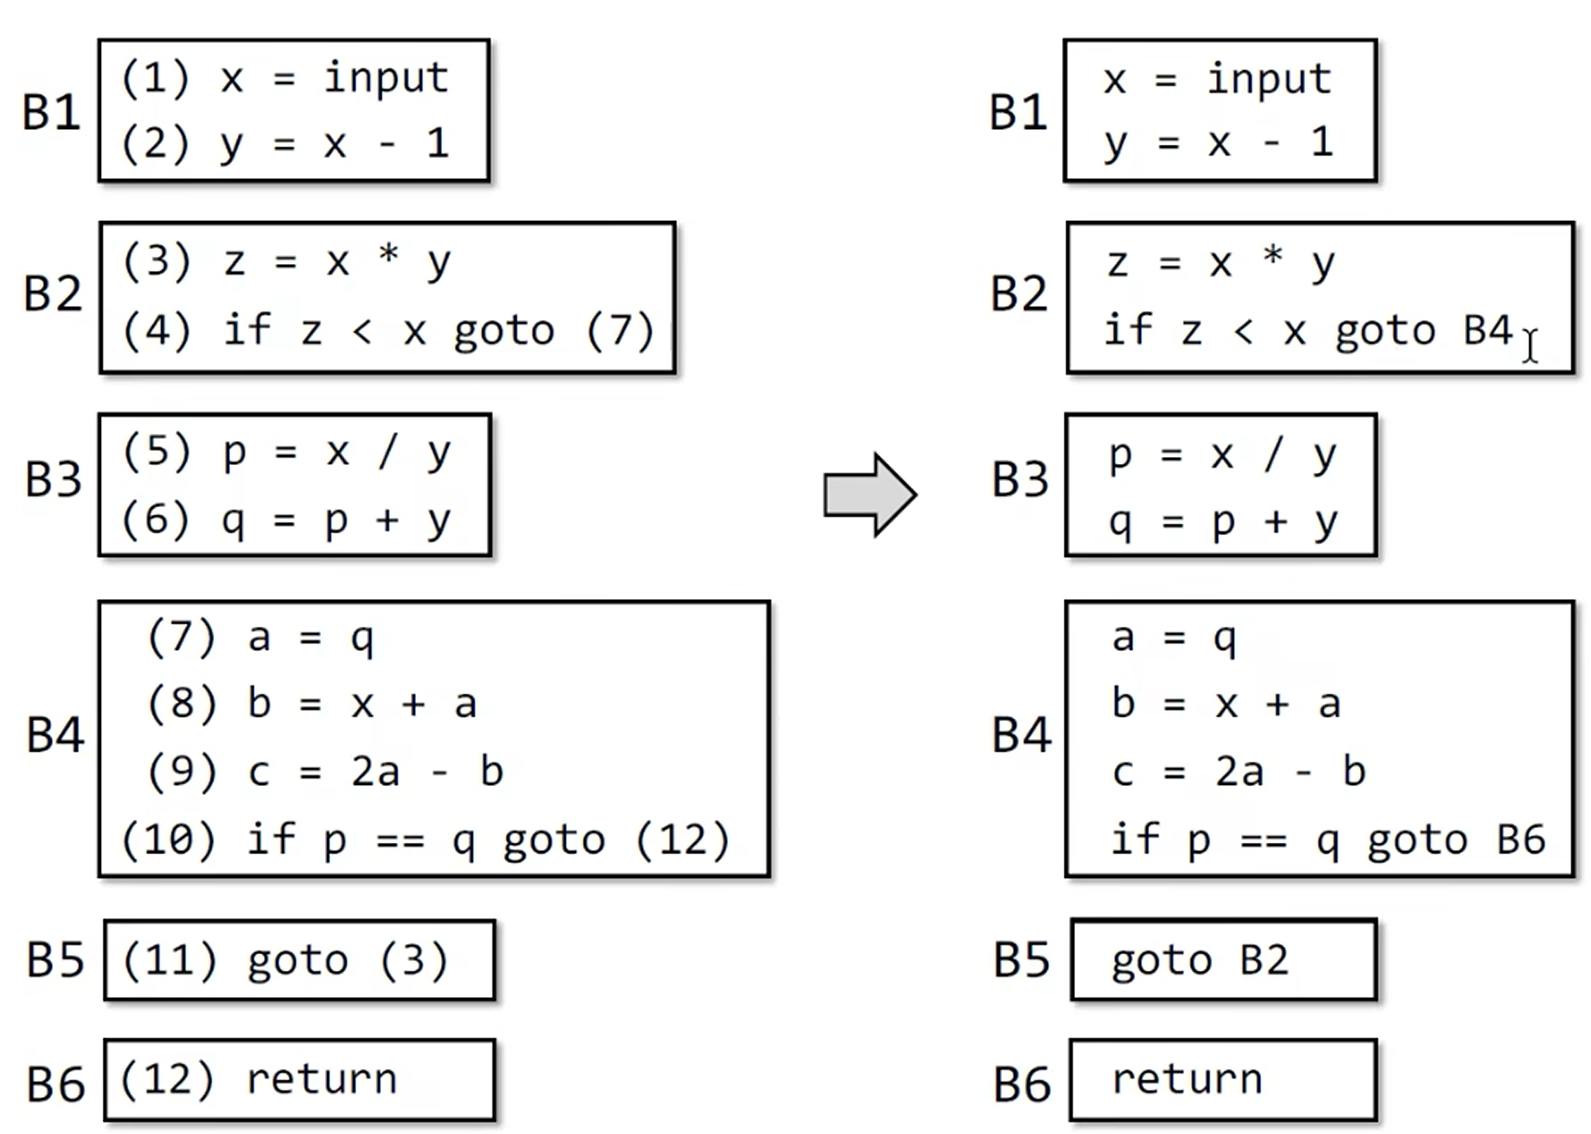 B1
(1) x = input
(2) y = x - 1
B2
(3) z = x * y
(4) if z < x goto (7)
B3
(5) p = x / y
(6) q = p + y
B4
(7) a = q
(8) b = x + a
(9) c = 2a - b
(10) if p == q goto (12)
B5
(11) goto (3)
B6
(12) return
B1
x = input
y = x - 1
B2
z = x * y
if z < x goto B4
B3
p = x / y
q = p + y
B4
a = q
b = x + a
c = 2a - b
if p == q goto B6
B5
goto B2
B6
return